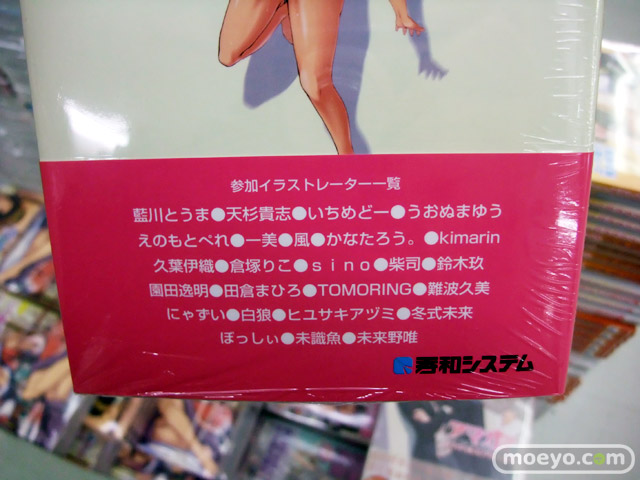 参加イラストレーター一覧
藍川とうま●天杉貴志●いちめどー●うおぬまゆう
えのもとぺれ●一美●風●かなたろう。●kimarin
久葉伊織●倉塚りこ●sino●柴司●鈴木玖
園田逸明●田倉まひろ●TOMORING●難波久美
にゃずい●白狼●ヒユサキアヅミ●冬式未来
ぽっしぃ●未識魚●未来野唯
秀和システム
moeyo.com